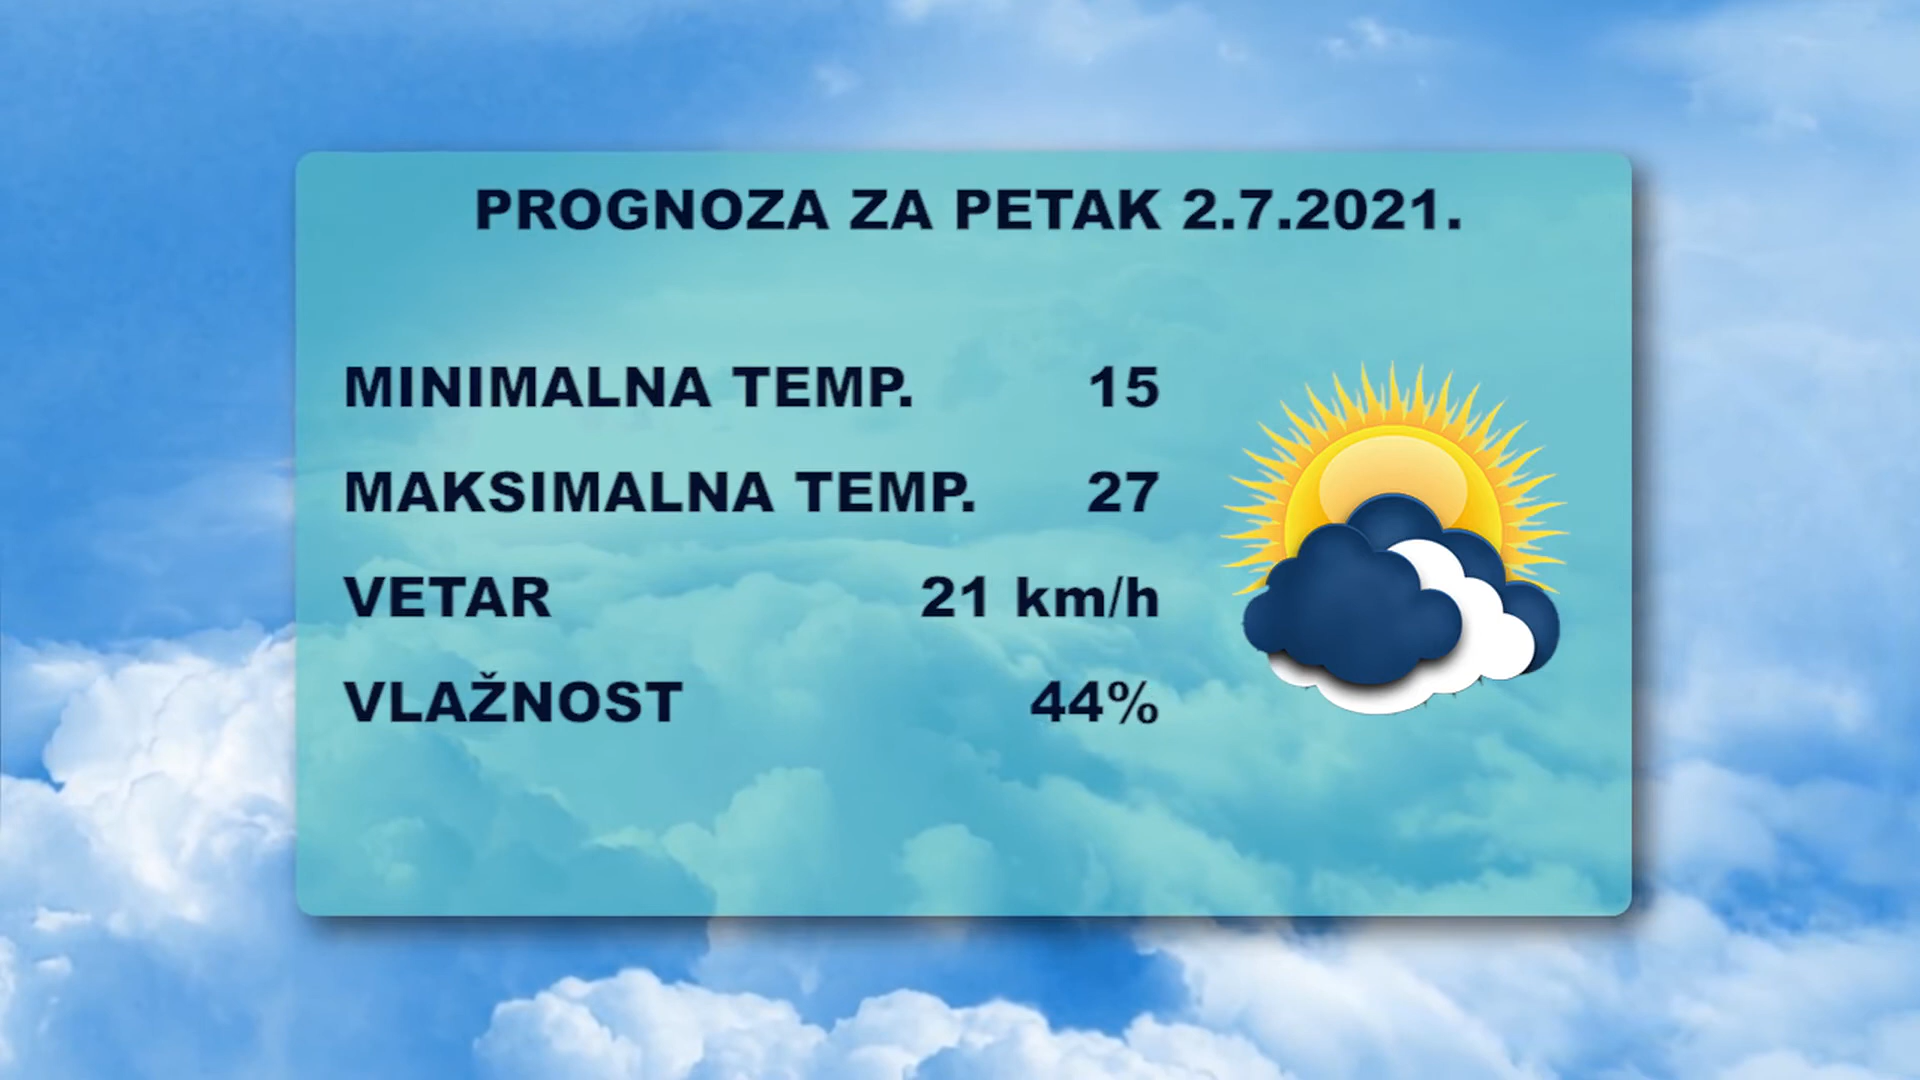 PROGNOZA ZA PETAK 2.7.2021.
MINIMALNA TEMP. 15
MAKSIMALNA TEMP. 27
VETAR 21 km/h
VLAŽNOST 44%